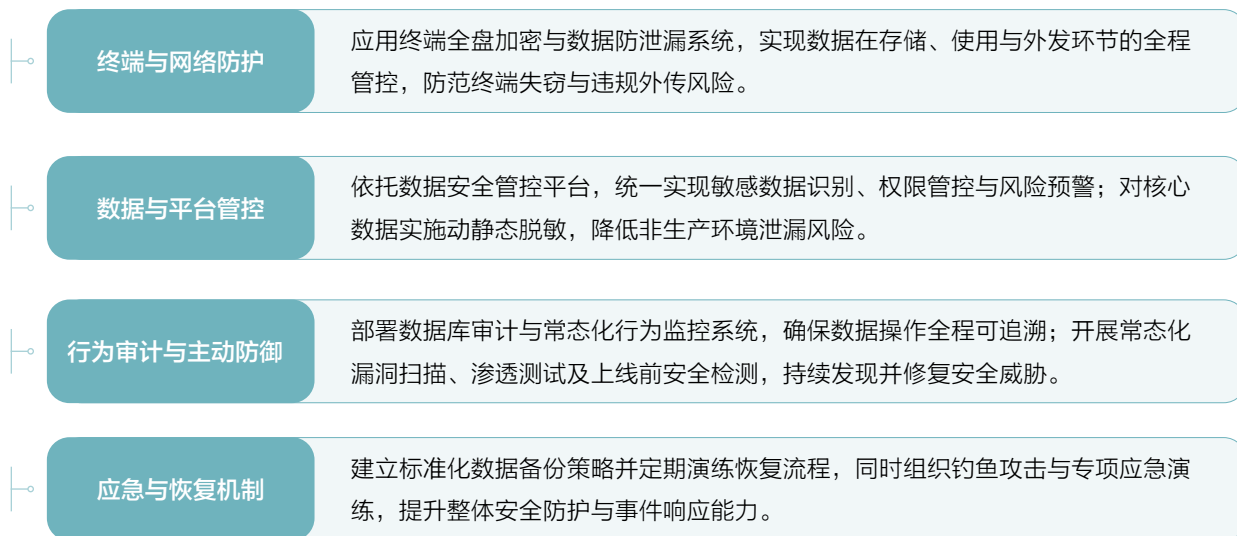 终端与网络防护
应用终端全盘加密与数据防泄漏系统，实现数据在存储、使用与外发环节的全程
管控，防范终端失窃与违规外传风险。
数据与平台管控
依托数据安全管控平台，统一实现敏感数据识别、权限管控与风险预警；对核心
数据实施动静态脱敏，降低非生产环境泄漏风险。
行为审计与主动防御
部署数据库审计与常态化行为监控系统，确保数据操作全程可追溯；开展常态化
漏洞扫描、渗透测试及上线前安全检测，持续发现并修复安全威胁。
应急与恢复机制
建立标准化数据备份策略并定期演练恢复流程，同时组织钓鱼攻击与专项应急演
练，提升整体安全防护与事件响应能力。